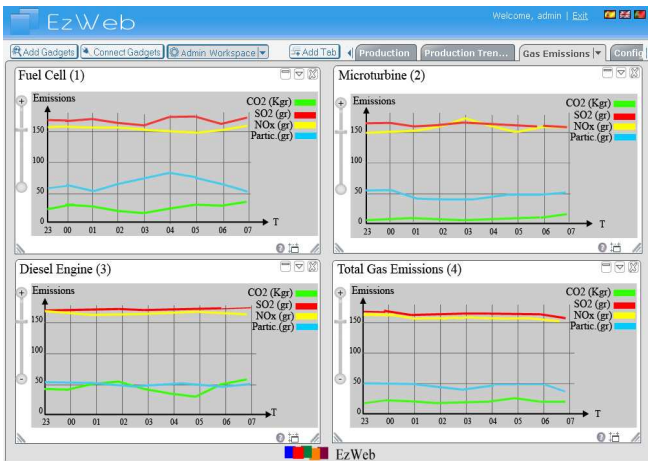 EzWeb
Welcome, admin | Exit
Add Gadgets Connect Gadgets Admin Workspace Add Tab Production Production Tren... Gas Emissions Config
Fuel Cell (1)
Emissions
CO2 (Kgr)
SO2 (gr)
NOx (gr)
Partic.(gr)
150
100
50
0
23 00 01 02 03 04 05 06 07
T
Microturbine (2)
Emissions
CO2 (Kgr)
SO2 (gr)
NOx (gr)
Partic.(gr)
150
100
50
0
23 00 01 02 03 04 05 06 07
T
Diesel Engine (3)
Emissions
CO2 (Kgr)
SO2 (gr)
NOx (gr)
Partic.(gr)
150
100
50
0
23 00 01 02 03 04 05 06 07
T
Total Gas Emissions (4)
Emissions
CO2 (Kgr)
SO2 (gr)
NOx (gr)
Partic.(gr)
150
100
50
0
23 00 01 02 03 04 05 06 07
T
EzWeb